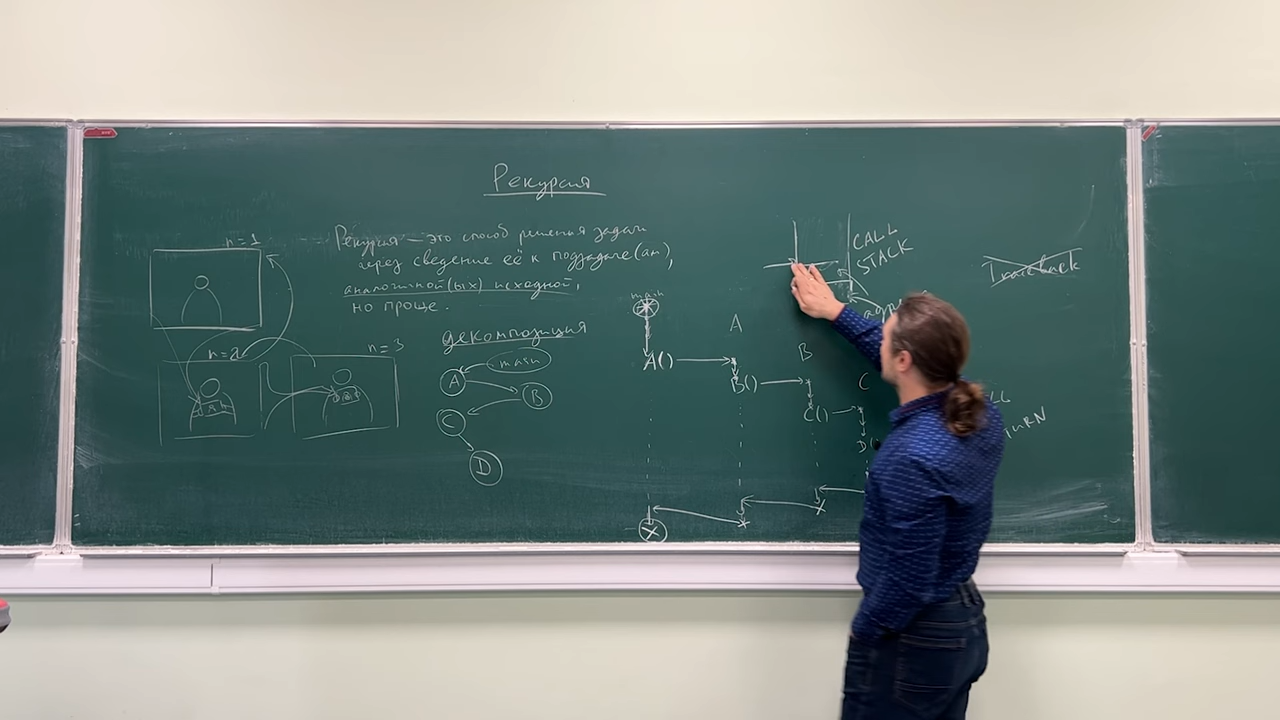 Рекурсия
Рекурсия — это способ решенья задачи
через сведение её к подзадаче(ам),
аналогичной(ых) исходной,
но проще.
декомпозиция
n=1
n=2
n=3
main
A
B
C
D
main
A()
A
B()
B
C()
C
D
CALL
STACK
Traceback